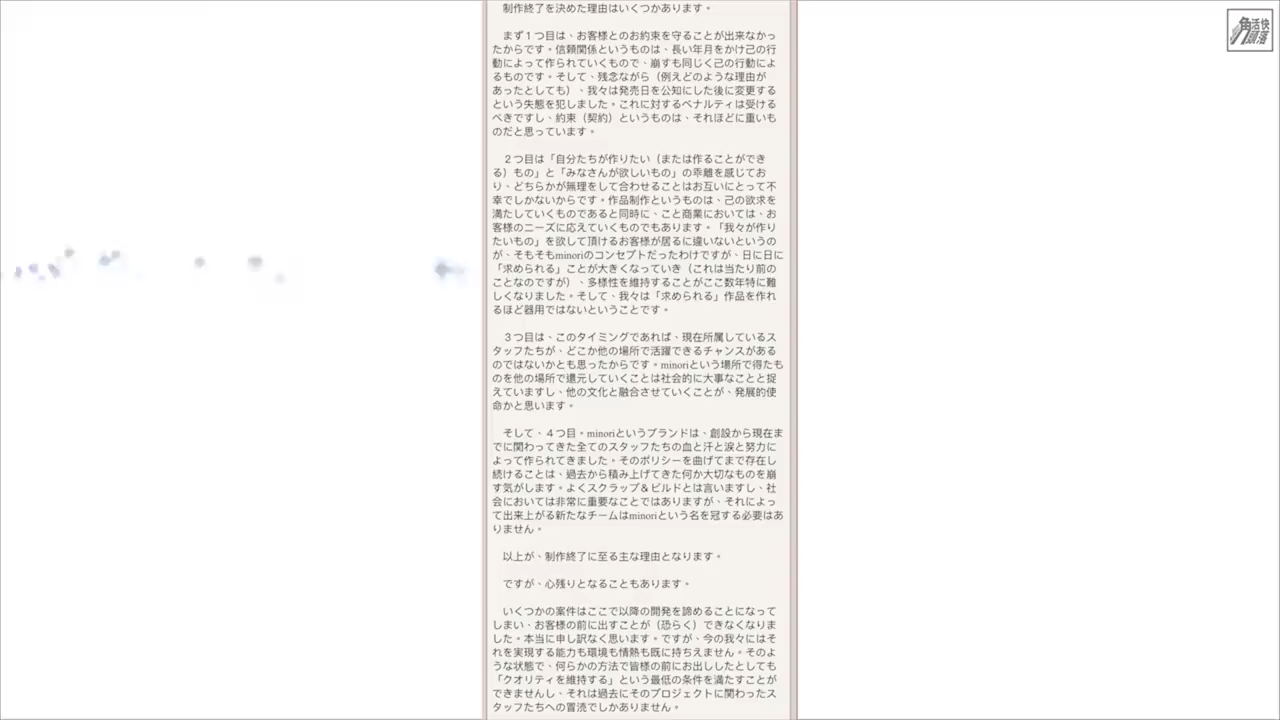 制作終了を決めた理由はいくつかあります。
まず１つ目は、お客様とのお約束を守ることが出来なかっ
たからです。信頼関係というものは、長い年月をかけ己の行
動によって作られていくもので、崩すも同じく己の行動によ
るものです。そして、残念ながら（例えどのような理由が
あったとしても）、我々は発売日を公知にした後に変更する
という失態を犯しました。これに対するペナルティは受ける
べきですし、約束（契約）というものは、それほどに重いも
のだと思っています。
２つ目は「自分たちが作りたい（または作ることができ
る）もの」と「みなさんが欲しいもの」の乖離を感じてお
り、どちらかが無理をして合わせることはお互いにとって不
幸でしかないからです。作品制作というものは、己の欲求を
満たしていくものであると同時に、こと商業においては、お
客様のニーズに応えていくものでもあります。「我々が作り
たいもの」を欲して頂けるお客様が居るに違いないというの
が、そもそもminoriのコンセプトだったわけですが、日に日に
「求められる」ことが大きくなっていき（これは当たり前の
ことなのですが）、多様性を維持することがここ数年特に難
しくなりました。そして、我々は「求められる」作品を作れ
るほど器用ではないということです。
３つ目は、このタイミングであれば、現在所属しているス
タッフたちが、どこか他の場所で活躍できるチャンスがある
のではないかとも思ったからです。minoriという場所で得たも
のを他の場所で還元していくことは社会的に大事なことと捉
えていますし、他の文化と融合させていくことが、発展的使
命かと思います。
そして、４つ目。minoriというブランドは、創設から現在ま
でに関わってきた全てのスタッフたちの血と汗と涙と努力に
よって作られてきました。そのポリシーを曲げてまで存在し
続けることは、過去から積み上げてきた何か大切なものを崩
す気がします。よくスクラップ＆ビルドとは言いますし、社
会においては非常に重要なことではありますが、それによっ
て出来上がる新たなチームはminoriという名を冠する必要はあ
りません。
以上が、制作終了に至る主な理由となります。
ですが、心残りとなることもあります。
いくつかの案件はここで以降の開発を諦めることになって
しまい、お客様の前に出すことが（恐らく）できなくなりま
した。本当に申し訳なく思います。ですが、今の我々にはそ
れを実現する能力も環境も情熱も既に持ちえません。そのよ
うな状態で、何らかの方法で皆様の前にお出ししたとしても
「クオリティを維持する」という最低の条件を満たすことが
できませんし、それは過去にそのプロジェクトに関わったス
タッフたちへの冒涜でしかありません。